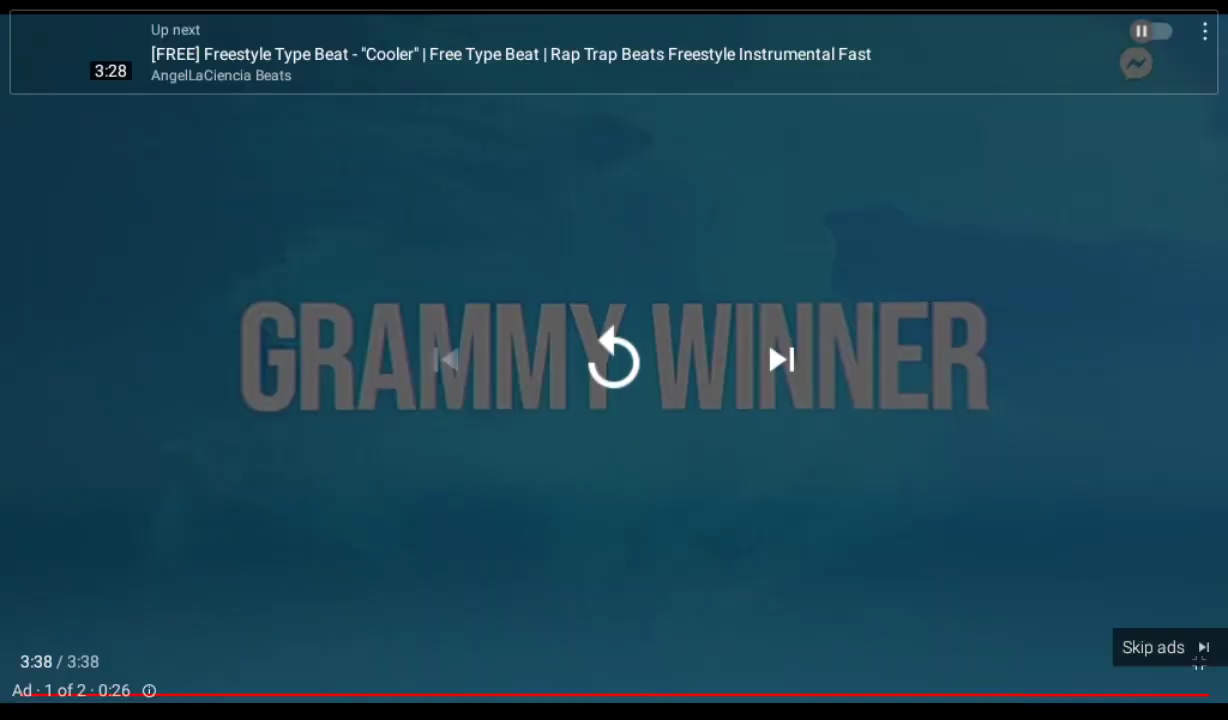 Up next
[FREE] Freestyle Type Beat - "Cooler" | Free Type Beat | Rap Trap Beats Freestyle Instrumental Fast
3:28
AngelLaCiencia Beats
GRAMMY WINNER
Skip ads
3:38 / 3:38
Ad · 1 of 2 · 0:26